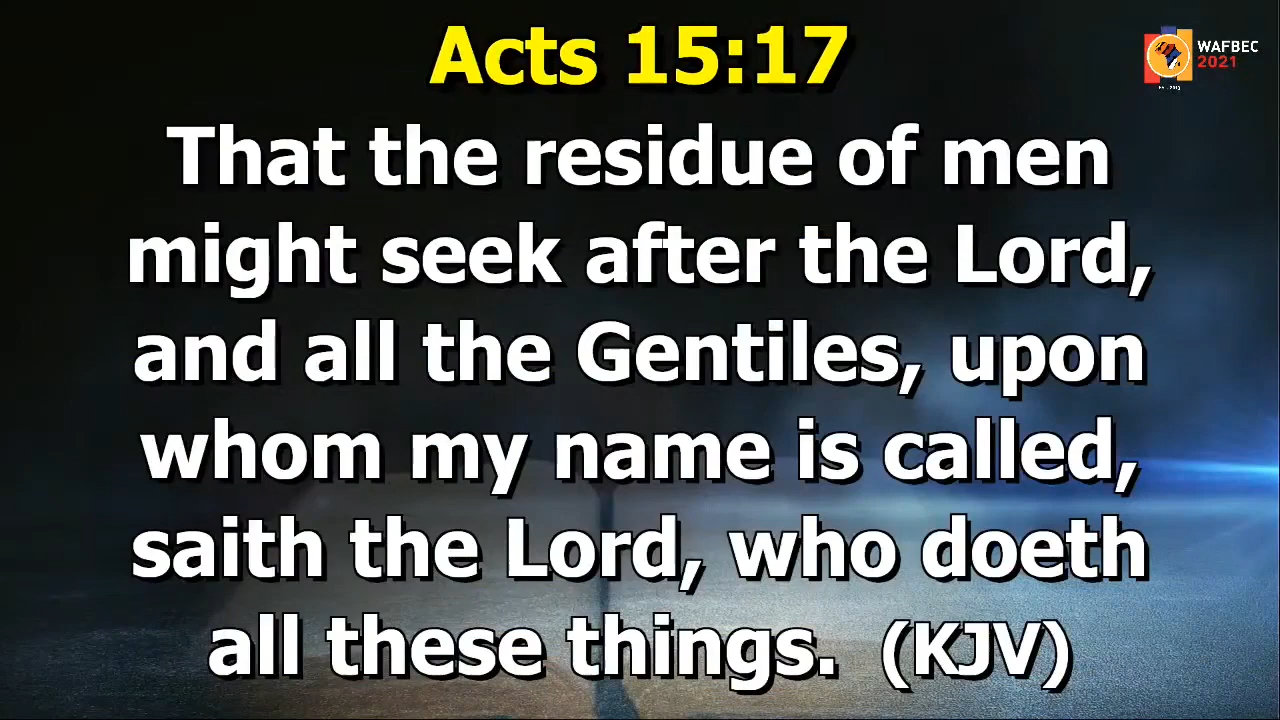 Acts 15:17
WAFBEC
2021
That the residue of men
might seek after the Lord,
and all the Gentiles, upon
whom my name is called,
saith the Lord, who doeth
all these things. (KJV)